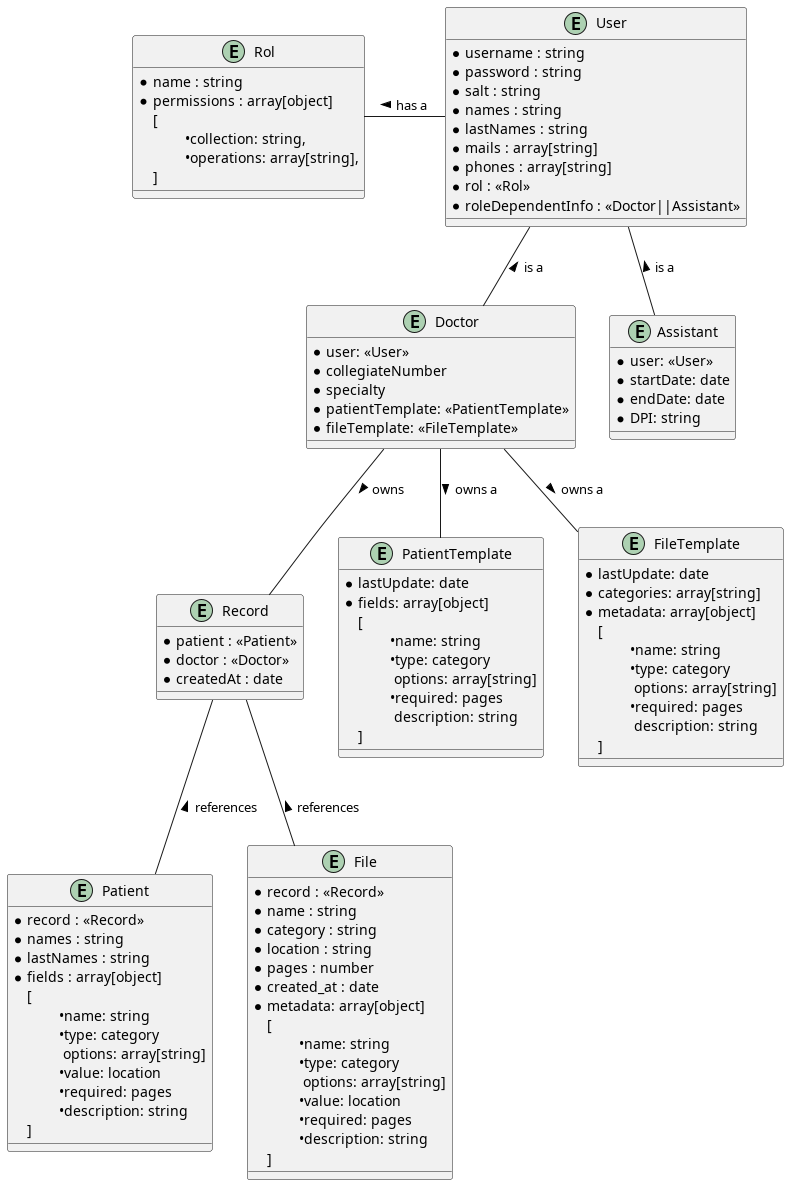 E Rol
* name : string
* permissions : array[object]
[
•collection: string,
•operations: array[string],
]
has a
E User
* username : string
* password : string
* salt : string
* names : string
* lastNames : string
* mails : array[string]
* phones : array[string]
* rol : «Rol»
* roleDependentInfo : «Doctor||Assistant»
is a
is a
E Doctor
* user: «User»
* collegiateNumber
* specialty
* patientTemplate: «PatientTemplate»
* fileTemplate: «FileTemplate»
E Assistant
* user: «User»
* startDate: date
* endDate: date
* DPI: string
owns
owns a
owns a
E Record
* patient : «Patient»
* doctor : «Doctor»
* createdAt : date
E PatientTemplate
* lastUpdate: date
* fields: array[object]
[
•name: string
•type: category
options: array[string]
•required: pages
description: string
]
E FileTemplate
* lastUpdate: date
* categories: array[string]
* metadata: array[object]
[
•name: string
•type: category
options: array[string]
•required: pages
description: string
]
references
references
E Patient
* record : «Record»
* names : string
* lastNames : string
* fields : array[object]
[
•name: string
•type: category
options: array[string]
•value: location
•required: pages
•description: string
]
E File
* record : «Record»
* name : string
* category : string
* location : string
* pages : number
* created_at : date
* metadata: array[object]
[
•name: string
•type: category
options: array[string]
•value: location
•required: pages
•description: string
]